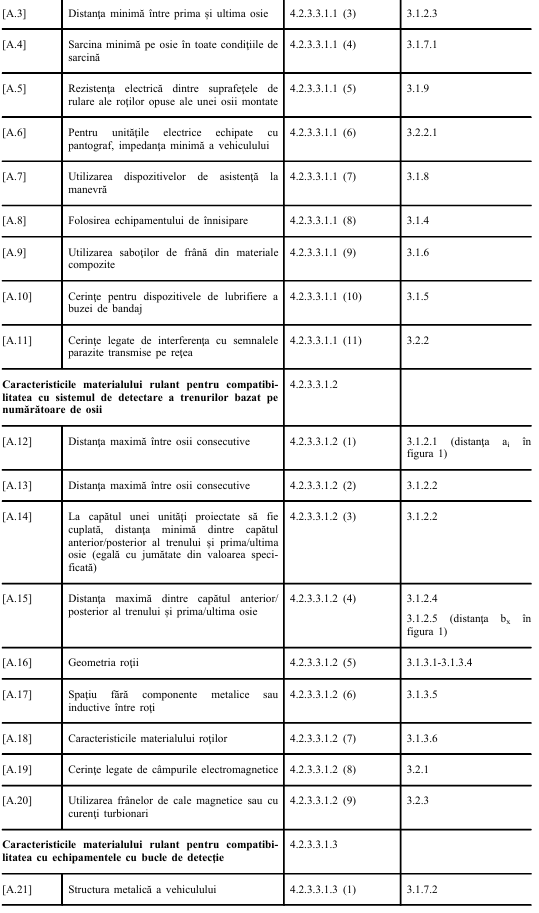 [A.3] Distanța minimă între prima și ultima osie 4.2.3.3.1.1 (3) 3.1.2.3
[A.4] Sarcina minimă pe osie în toate condițiile de 4.2.3.3.1.1 (4) 3.1.7.1
sarcină
[A.5] Rezistența electrică dintre suprafețele de 4.2.3.3.1.1 (5) 3.1.9
rulare ale roților opuse ale unei osii montate
[A.6] Pentru unitățile electrice echipate cu 4.2.3.3.1.1 (6) 3.2.2.1
pantograf, impedanța minimă a vehiculului
[A.7] Utilizarea dispozitivelor de asistență la 4.2.3.3.1.1 (7) 3.1.8
manevră
[A.8] Folosirea echipamentului de înnisipare 4.2.3.3.1.1 (8) 3.1.4
[A.9] Utilizarea saboților de frână din materiale 4.2.3.3.1.1 (9) 3.1.6
compozite
[A.10] Cerințe pentru dispozitivele de lubrifiere a 4.2.3.3.1.1 (10) 3.1.5
buzei de bandaj
[A.11] Cerințe legate de interferența cu semnalele 4.2.3.3.1.1 (11) 3.2.2
parazite transmise pe rețea
Caracteristicile materialului rulant pentru compatibi- 4.2.3.3.1.2
litatea cu sistemul de detectare a trenurilor bazat pe
numărătoare de osii
[A.12] Distanța maximă între osii consecutive 4.2.3.3.1.2 (1) 3.1.2.1 (distanța ai în
figura 1)
[A.13] Distanța maximă între osii consecutive 4.2.3.3.1.2 (2) 3.1.2.2
[A.14] La capătul unei unități proiectate să fie 4.2.3.3.1.2 (3) 3.1.2.2
cuplată, distanța minimă dintre capătul
anterior/posterior al trenului și prima/ultima
osie (egală cu jumătate din valoarea speci-
ficată)
[A.15] Distanța maximă dintre capătul anterior/ 4.2.3.3.1.2 (4) 3.1.2.4
posterior al trenului și prima/ultima osie
3.1.2.5 (distanța bx în
figura 1)
[A.16] Geometria roții 4.2.3.3.1.2 (5) 3.1.3.1-3.1.3.4
[A.17] Spațiu fără componente metalice sau 4.2.3.3.1.2 (6) 3.1.3.5
inductive între roți
[A.18] Caracteristicile materialului roților 4.2.3.3.1.2 (7) 3.1.3.6
[A.19] Cerințe legate de câmpurile electromagnetice 4.2.3.3.1.2 (8) 3.2.1
[A.20] Utilizarea frânelor de cale magnetice sau cu 4.2.3.3.1.2 (9) 3.2.3
curenți turbionari
Caracteristicile materialului rulant pentru compatibi- 4.2.3.3.1.3
litatea cu echipamentele cu bucle de detecție
[A.21] Structura metalică a vehiculului 4.2.3.3.1.3 (1) 3.1.7.2